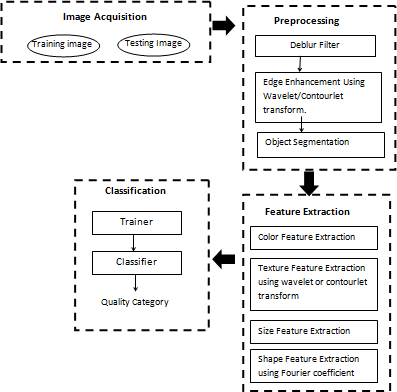 Image Acquisition
Training image
Testing Image
Preprocessing
Deblur Filter
Edge Enhancement Using
Wavelet/Contourlet
transform.
Object Segmentation
Feature Extraction
Color Feature Extraction
Texture Feature Extraction
using wavelet or contourlet
transform
Size Feature Extraction
Shape Feature Extraction
using Fourier coefficient
Classification
Trainer
Classifier
Quality Category